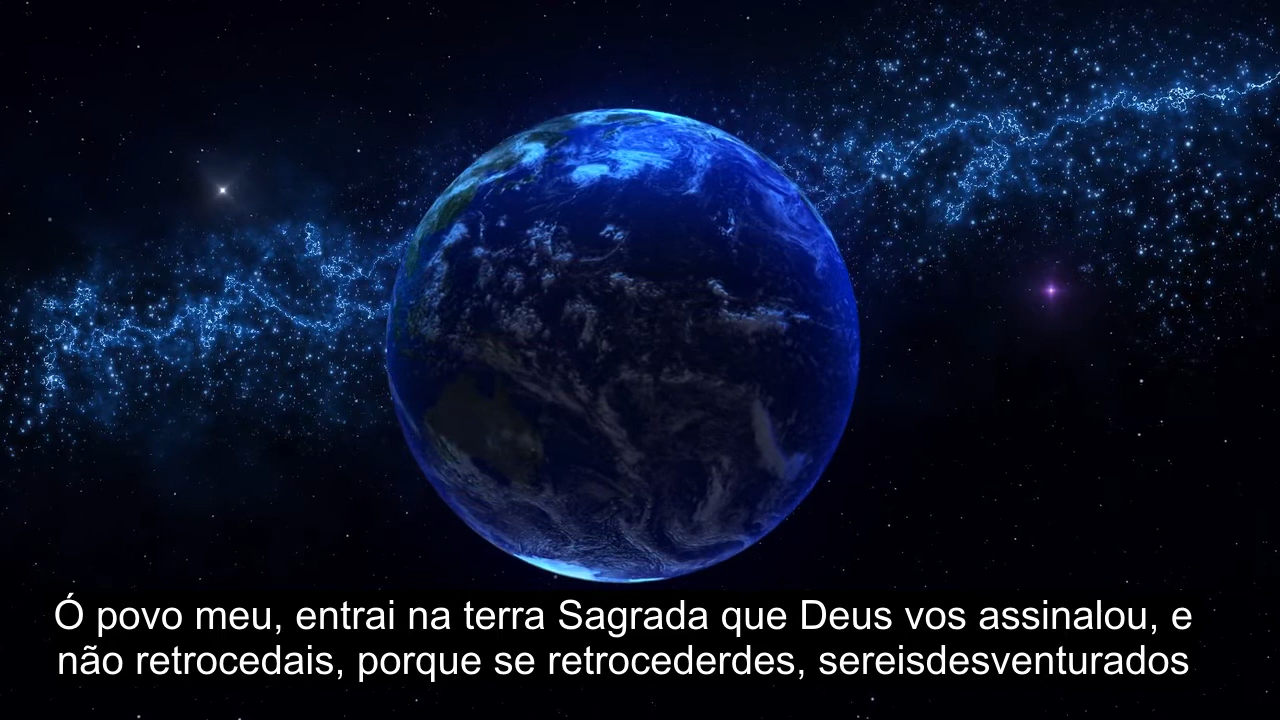 Ó povo meu, entrai na terra Sagrada que Deus vos assinalou, e
não retrocedais, porque se retrocederdes, sereisdesventurados